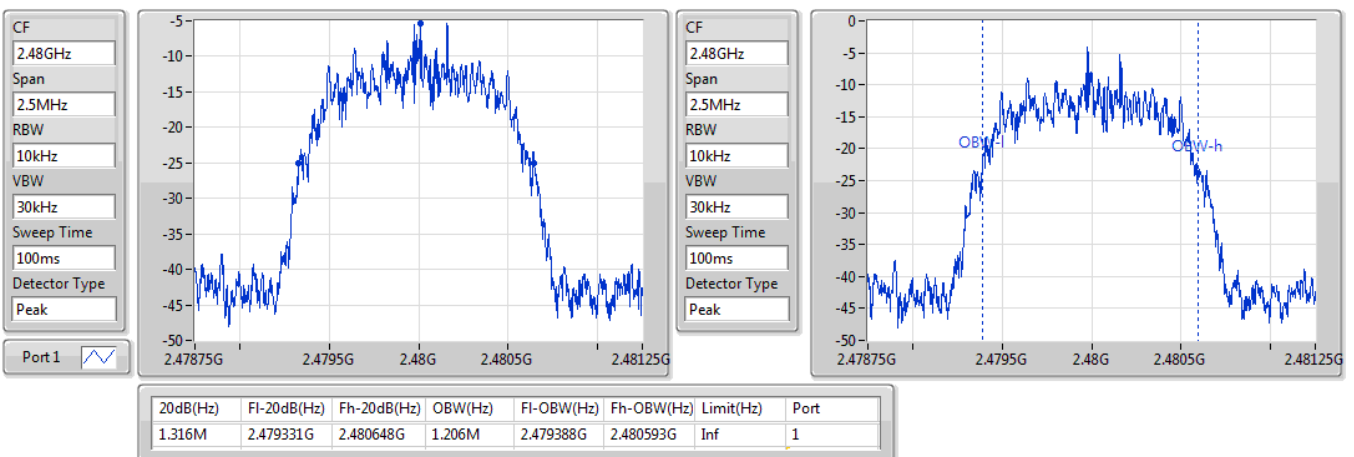 CF
2.48GHz
Span
2.5MHz
RBW
10kHz
VBW
30kHz
Sweep Time
100ms
Detector Type
Peak
Port 1
-5
-10
-15
-20
-25
-30
-35
-40
-45
-50
2.47875G 2.4795G 2.48G 2.4805G 2.48125G
CF
2.48GHz
Span
2.5MHz
RBW
10kHz
VBW
30kHz
Sweep Time
100ms
Detector Type
Peak
0
-5
-10
-15
-20
-25
-30
-35
-40
-45
-50
OBW-l OBW-h
2.47875G 2.4795G 2.48G 2.4805G 2.48125G
20dB(Hz) Fl-20dB(Hz) Fh-20dB(Hz) OBW(Hz) Fl-OBW(Hz) Fh-OBW(Hz) Limit(Hz) Port
1.316M 2.479331G 2.480648G 1.206M 2.479388G 2.480593G Inf 1